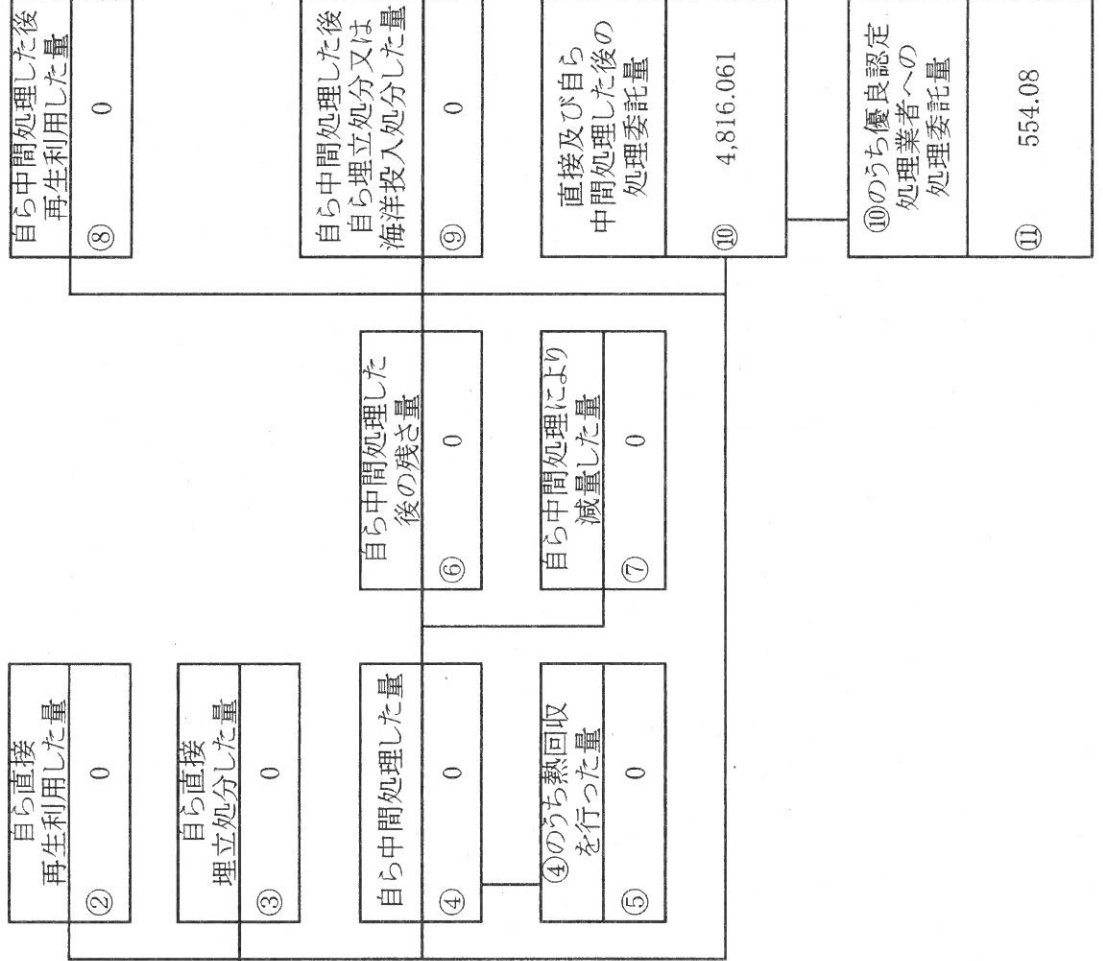 自ら直接
再生利用した量
② 0
自ら直接
埋立処分した量
③ 0
自ら中間処理した量
④ 0
④のうち熱回収
を行った量
⑤ 0
自ら中間処理した
後の残さ量
⑥ 0
自ら中間処理により
減量した量
⑦ 0
自ら中間処理した後
再生利用した量
⑧ 0
自ら中間処理した後
自ら埋立処分又は
海洋投入処分した量
⑨ 0
直接及び自ら
中間処理した後の
処理委託量
⑩ 4,816.061
⑩のうち優良認定
処理業者への
処理委託量
⑪ 554.08